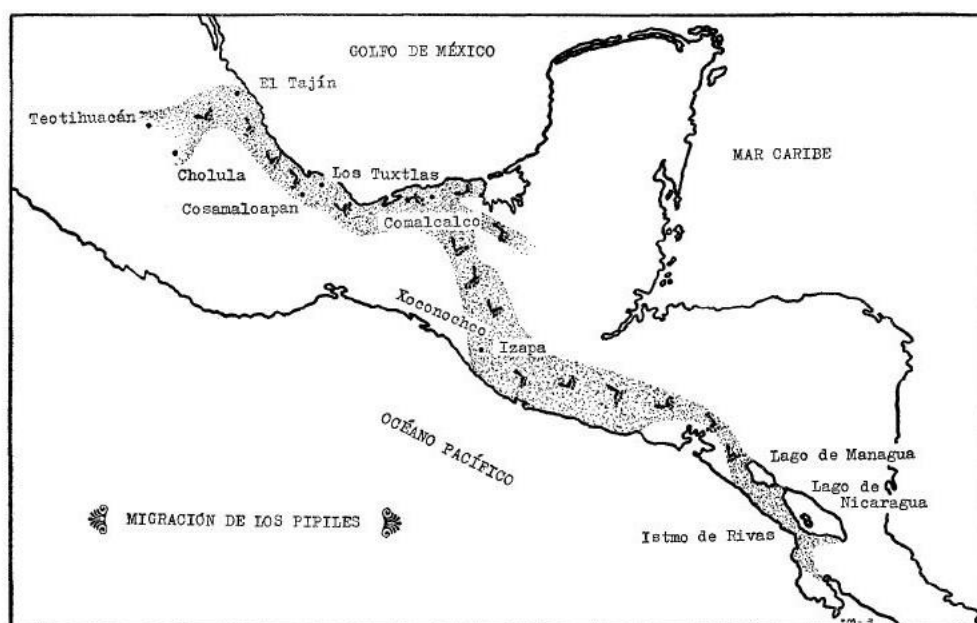 GOLFO DE MÉXICO
El Tajín
Teotihuacán
MAR CARIBE
Los Tuxtlas
Cholula
Cosamaloapan
Comalcalco
Xoconochco
Izapa
OCÉANO PACÍFICO
Lago de Managua
Lago de
Nicaragua
MIGRACIÓN DE LOS PIPILES
Istmo de Rivas